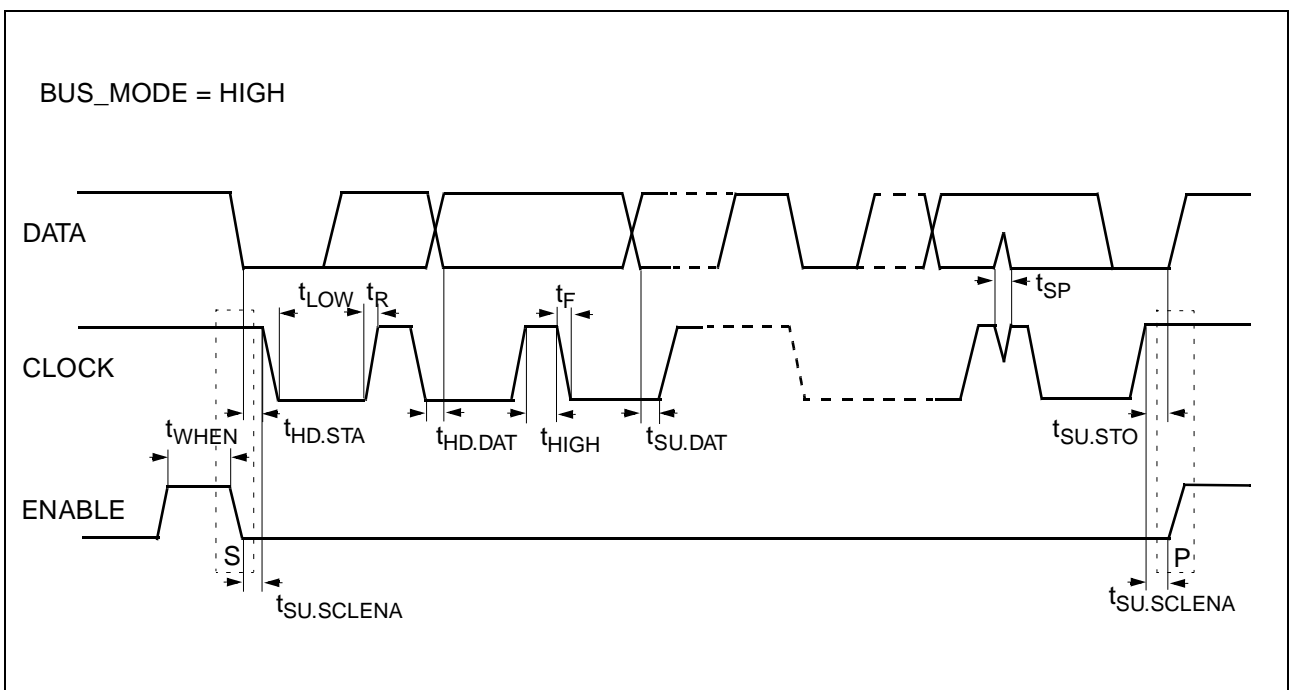 BUS_MODE = HIGH
DATA
tLOW tR tF tSP
CLOCK
tWHEN tHD.STA tHD.DAT tHIGH tSU.DAT tSU.STO
ENABLE
S P
tSU.SCLENA tSU.SCLENA